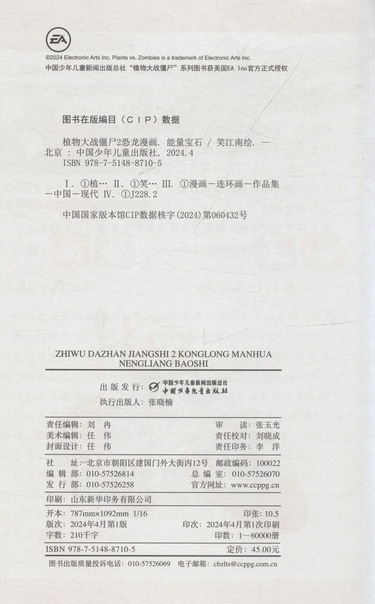 EA
©2024 Electronic Arts Inc. Plants vs. Zombies is a trademark of Electronic Arts Inc.
中国少年儿童新闻出版总社“植物大战僵尸”系列图书获美国EA Inc官方正式授权
图书在版编目（CIP）数据
植物大战僵尸2恐龙漫画. 能量宝石 / 笑江南绘. —
北京 : 中国少年儿童出版社, 2024.4
ISBN 978-7-5148-8710-5
Ⅰ. ①植… Ⅱ. ①笑… Ⅲ. ①漫画－连环画－作品集
－中国－现代 Ⅳ. ①J228.2
中国国家版本馆CIP数据核字(2024)第060432号
ZHIWU DAZHAN JIANGSHI 2 KONGLONG MANHUA
NENGLIANG BAOSHI
出版发行： 中国少年儿童新闻出版总社
中国少年儿童出版社
执行出版人：张晓楠
责任编辑：刘 冉 审 读：张玉光
美术编辑：任 伟 责任校对：刘晓成
封面设计：任 伟 责任印务：李 洋
社 址：北京市朝阳区建国门外大街丙12号 邮政编码：100022
编 辑 部：010-57526814 总 编 室：010-57526070
发 行 部：010-57526258 官方网址：www.ccppg.cn
印刷：山东新华印务有限公司
开本：787mm×1092mm 1/16 印张：10.5
版次：2024年4月第1版 印次：2024年4月第1次印刷
字数：210千字 印数：1—60000册
ISBN 978-7-5148-8710-5 定价：45.00元
图书出版质量投诉电话：010-57526069 电子邮箱：cbzlts@ccppg.com.cn